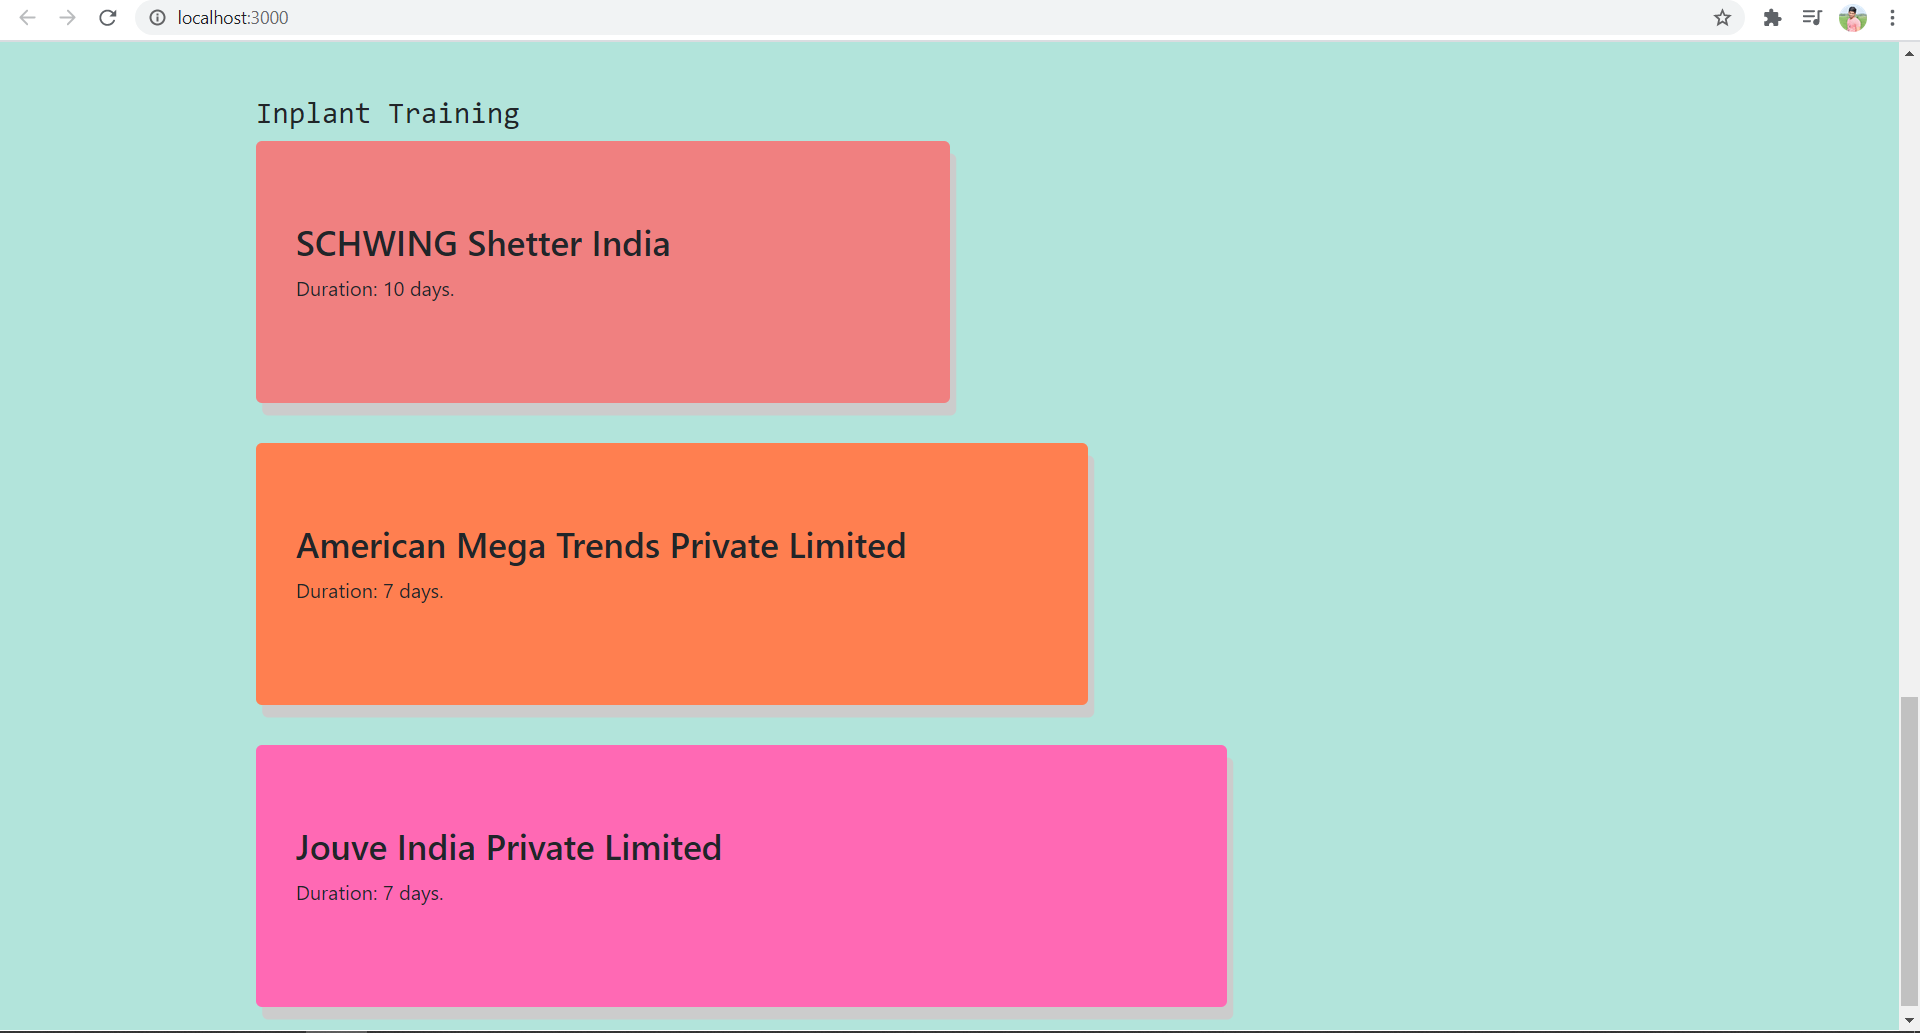 localhost:3000
Inplant Training
SCHWING Shetter India
Duration: 10 days.
American Mega Trends Private Limited
Duration: 7 days.
Jouve India Private Limited
Duration: 7 days.